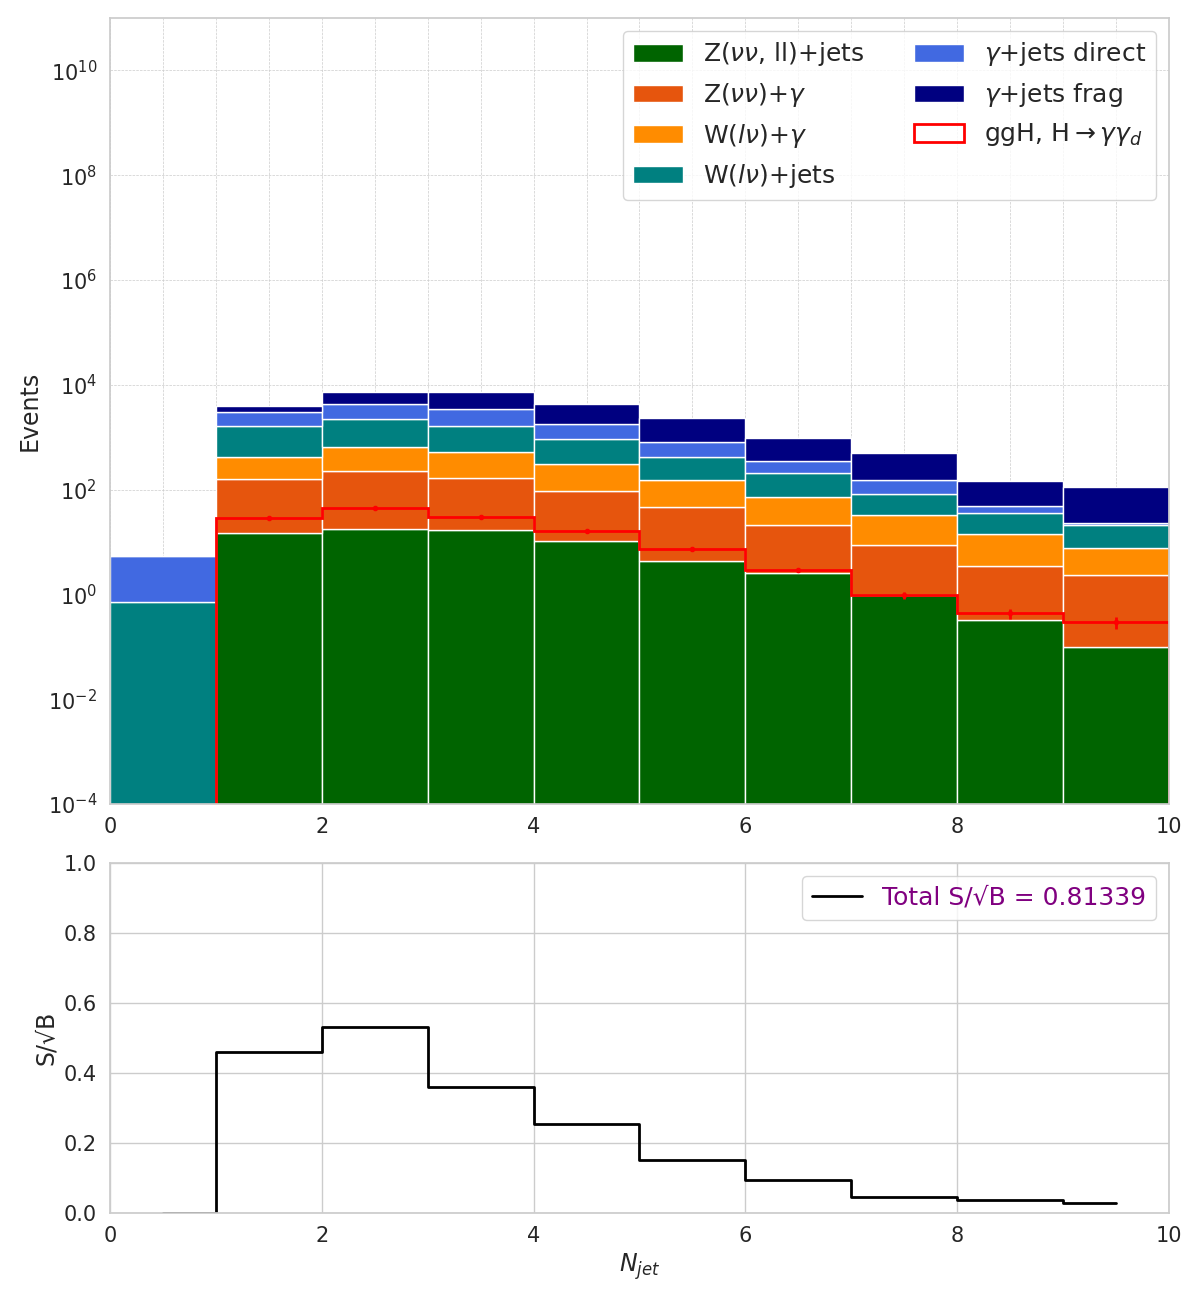 Z(νν, ll)+jets
Z(νν)+γ
W(lν)+γ
W(lν)+jets
γ+jets direct
γ+jets frag
ggH, H→γγ_d
Events
10^10
10^8
10^6
10^4
10^2
10^0
10^−2
10^−4
0 2 4 6 8 10
Total S/√B = 0.81339
S/√B
1.0
0.8
0.6
0.4
0.2
0.0
0 2 4 6 8 10
N_jet